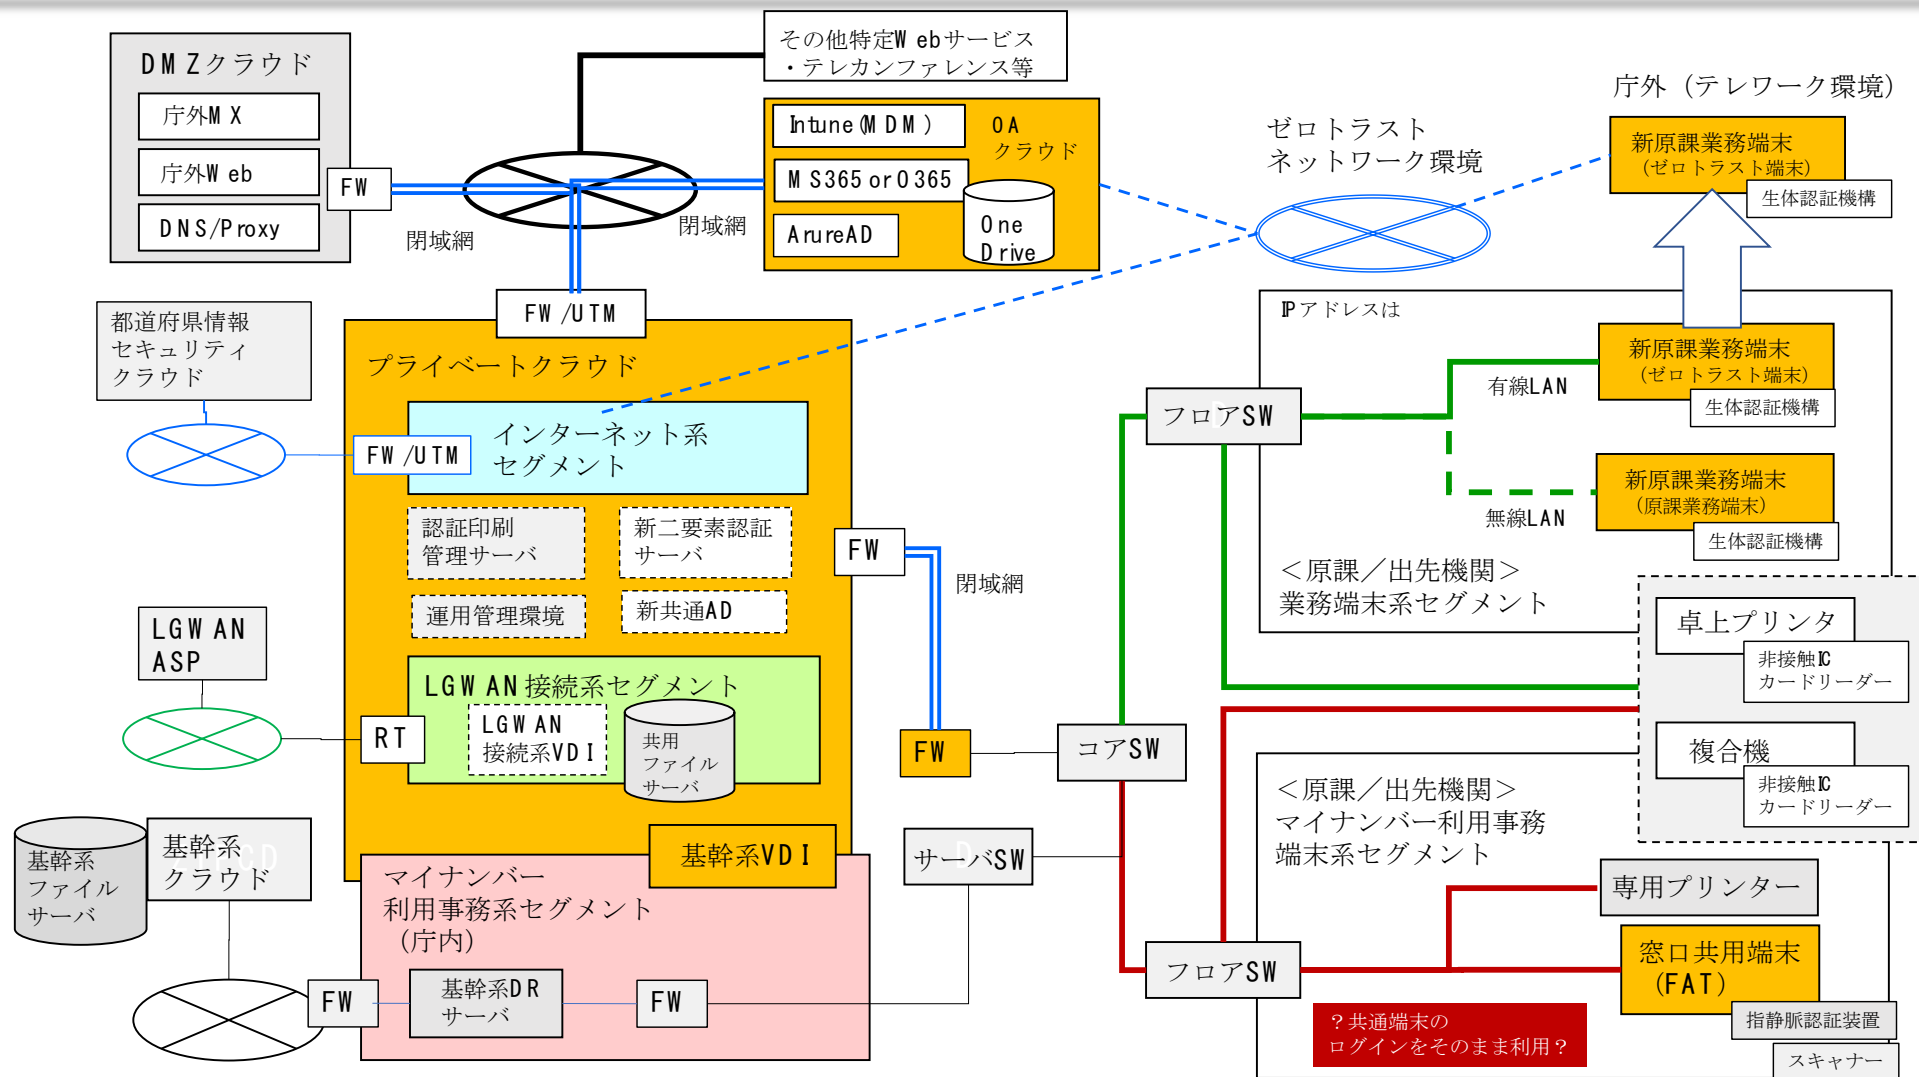 DMZクラウド
庁外MX
庁外Web
DNS/Proxy
FW
閉域網
その他特定Webサービス
・テレカンファレンス等
Intune(MDM)
OA
クラウド
MS365 or O365
ArureAD
One
Drive
閉域網
ゼロトラスト
ネットワーク環境
庁外（テレワーク環境）
新原課業務端末
（ゼロトラスト端末）
生体認証機構
FW/UTM
都道府県情報
セキュリティ
クラウド
プライベートクラウド
FW/UTM
インターネット系
セグメント
認証印刷
管理サーバ
新二要素認証
サーバ
運用管理環境
新共通AD
FW
閉域網
LGWAN
ASP
RT
LGWAN接続系セグメント
LGWAN
接続系VDI
共用
ファイル
サーバ
FW
コアSW
基幹系
ファイル
サーバ
基幹系
クラウド
基幹系VDI
マイナンバー
利用事務系セグメント
（庁内）
FW
基幹系DR
サーバ
FW
サーバSW
IPアドレスは
フロアSW
有線LAN
新原課業務端末
（ゼロトラスト端末）
生体認証機構
無線LAN
新原課業務端末
（原課業務端末）
生体認証機構
＜原課／出先機関＞
業務端末系セグメント
卓上プリンタ
非接触IC
カードリーダー
複合機
非接触IC
カードリーダー
＜原課／出先機関＞
マイナンバー利用事務
端末系セグメント
フロアSW
専用プリンター
窓口共用端末
（FAT）
指静脈認証装置
スキャナー
？共通端末の
ログインをそのまま利用？